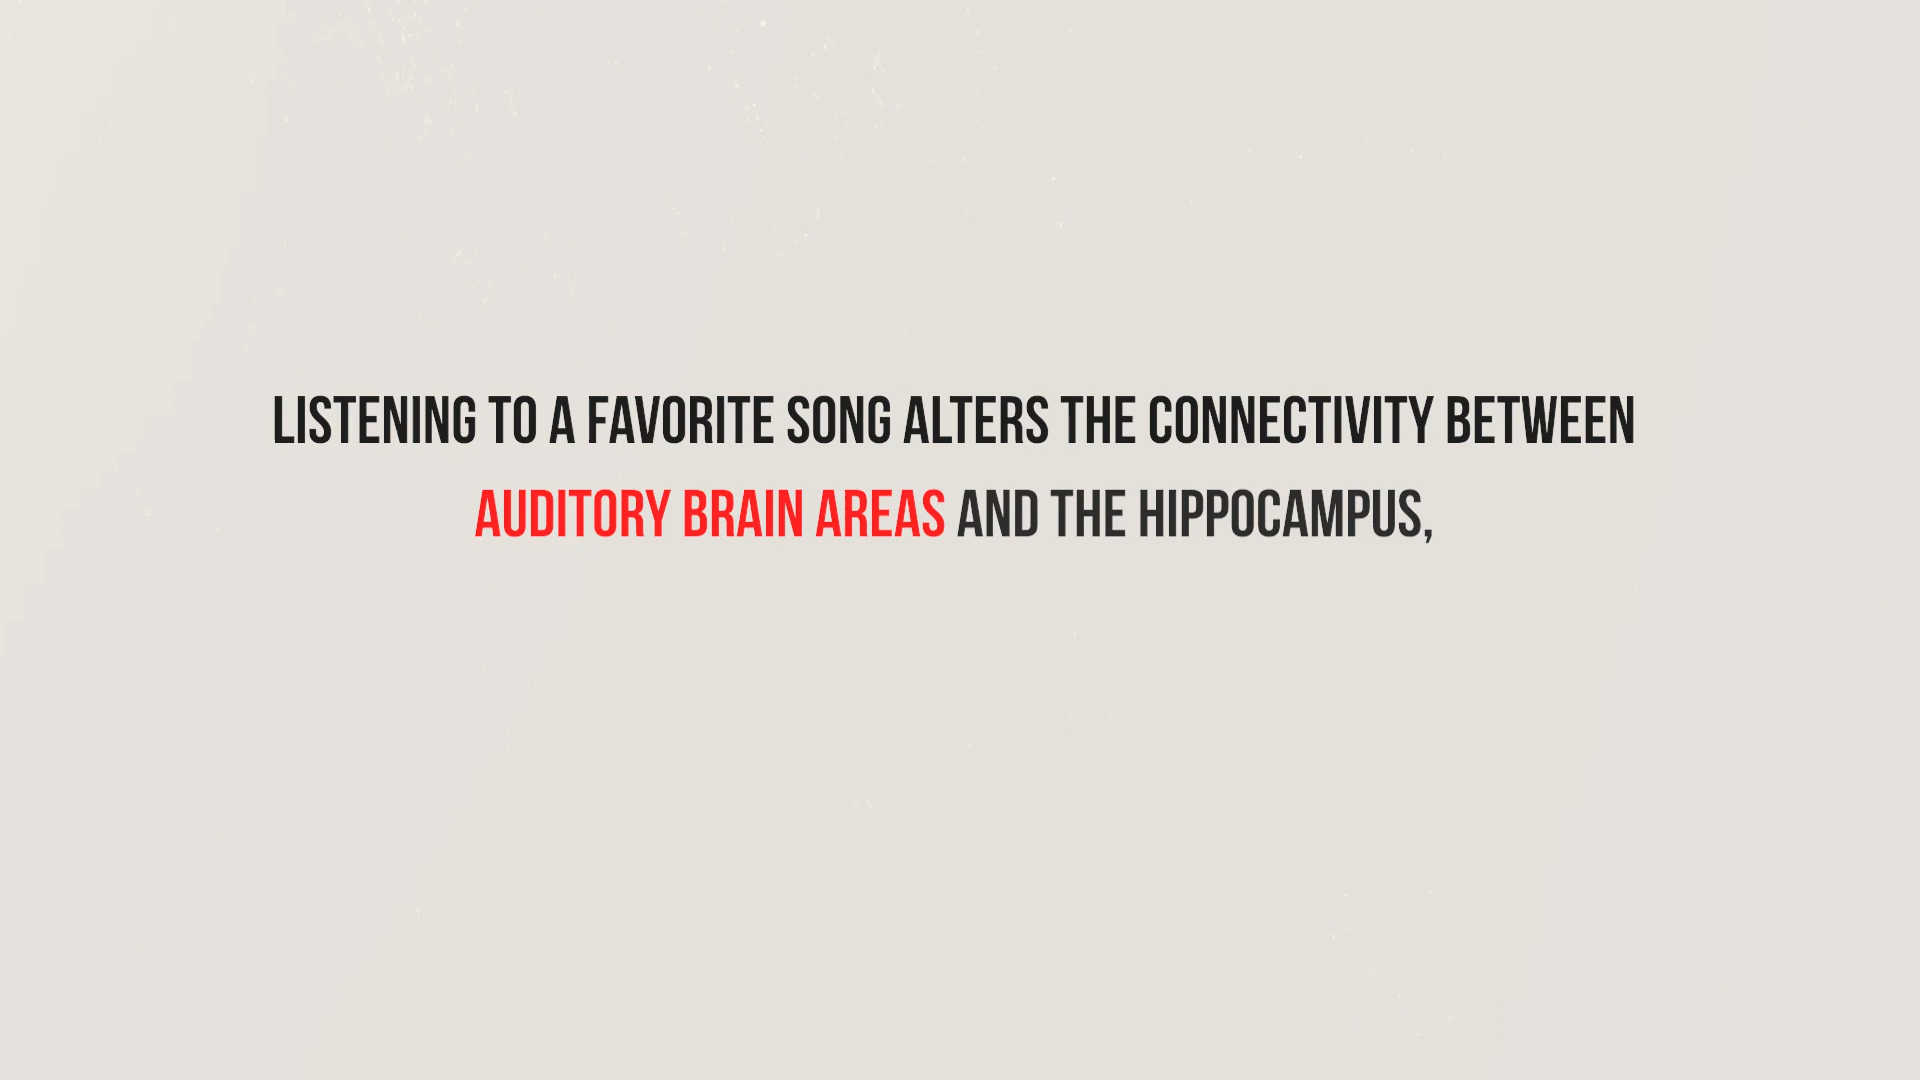 LISTENING TO A FAVORITE SONG ALTERS THE CONNECTIVITY BETWEEN
AUDITORY BRAIN AREAS AND THE HIPPOCAMPUS,